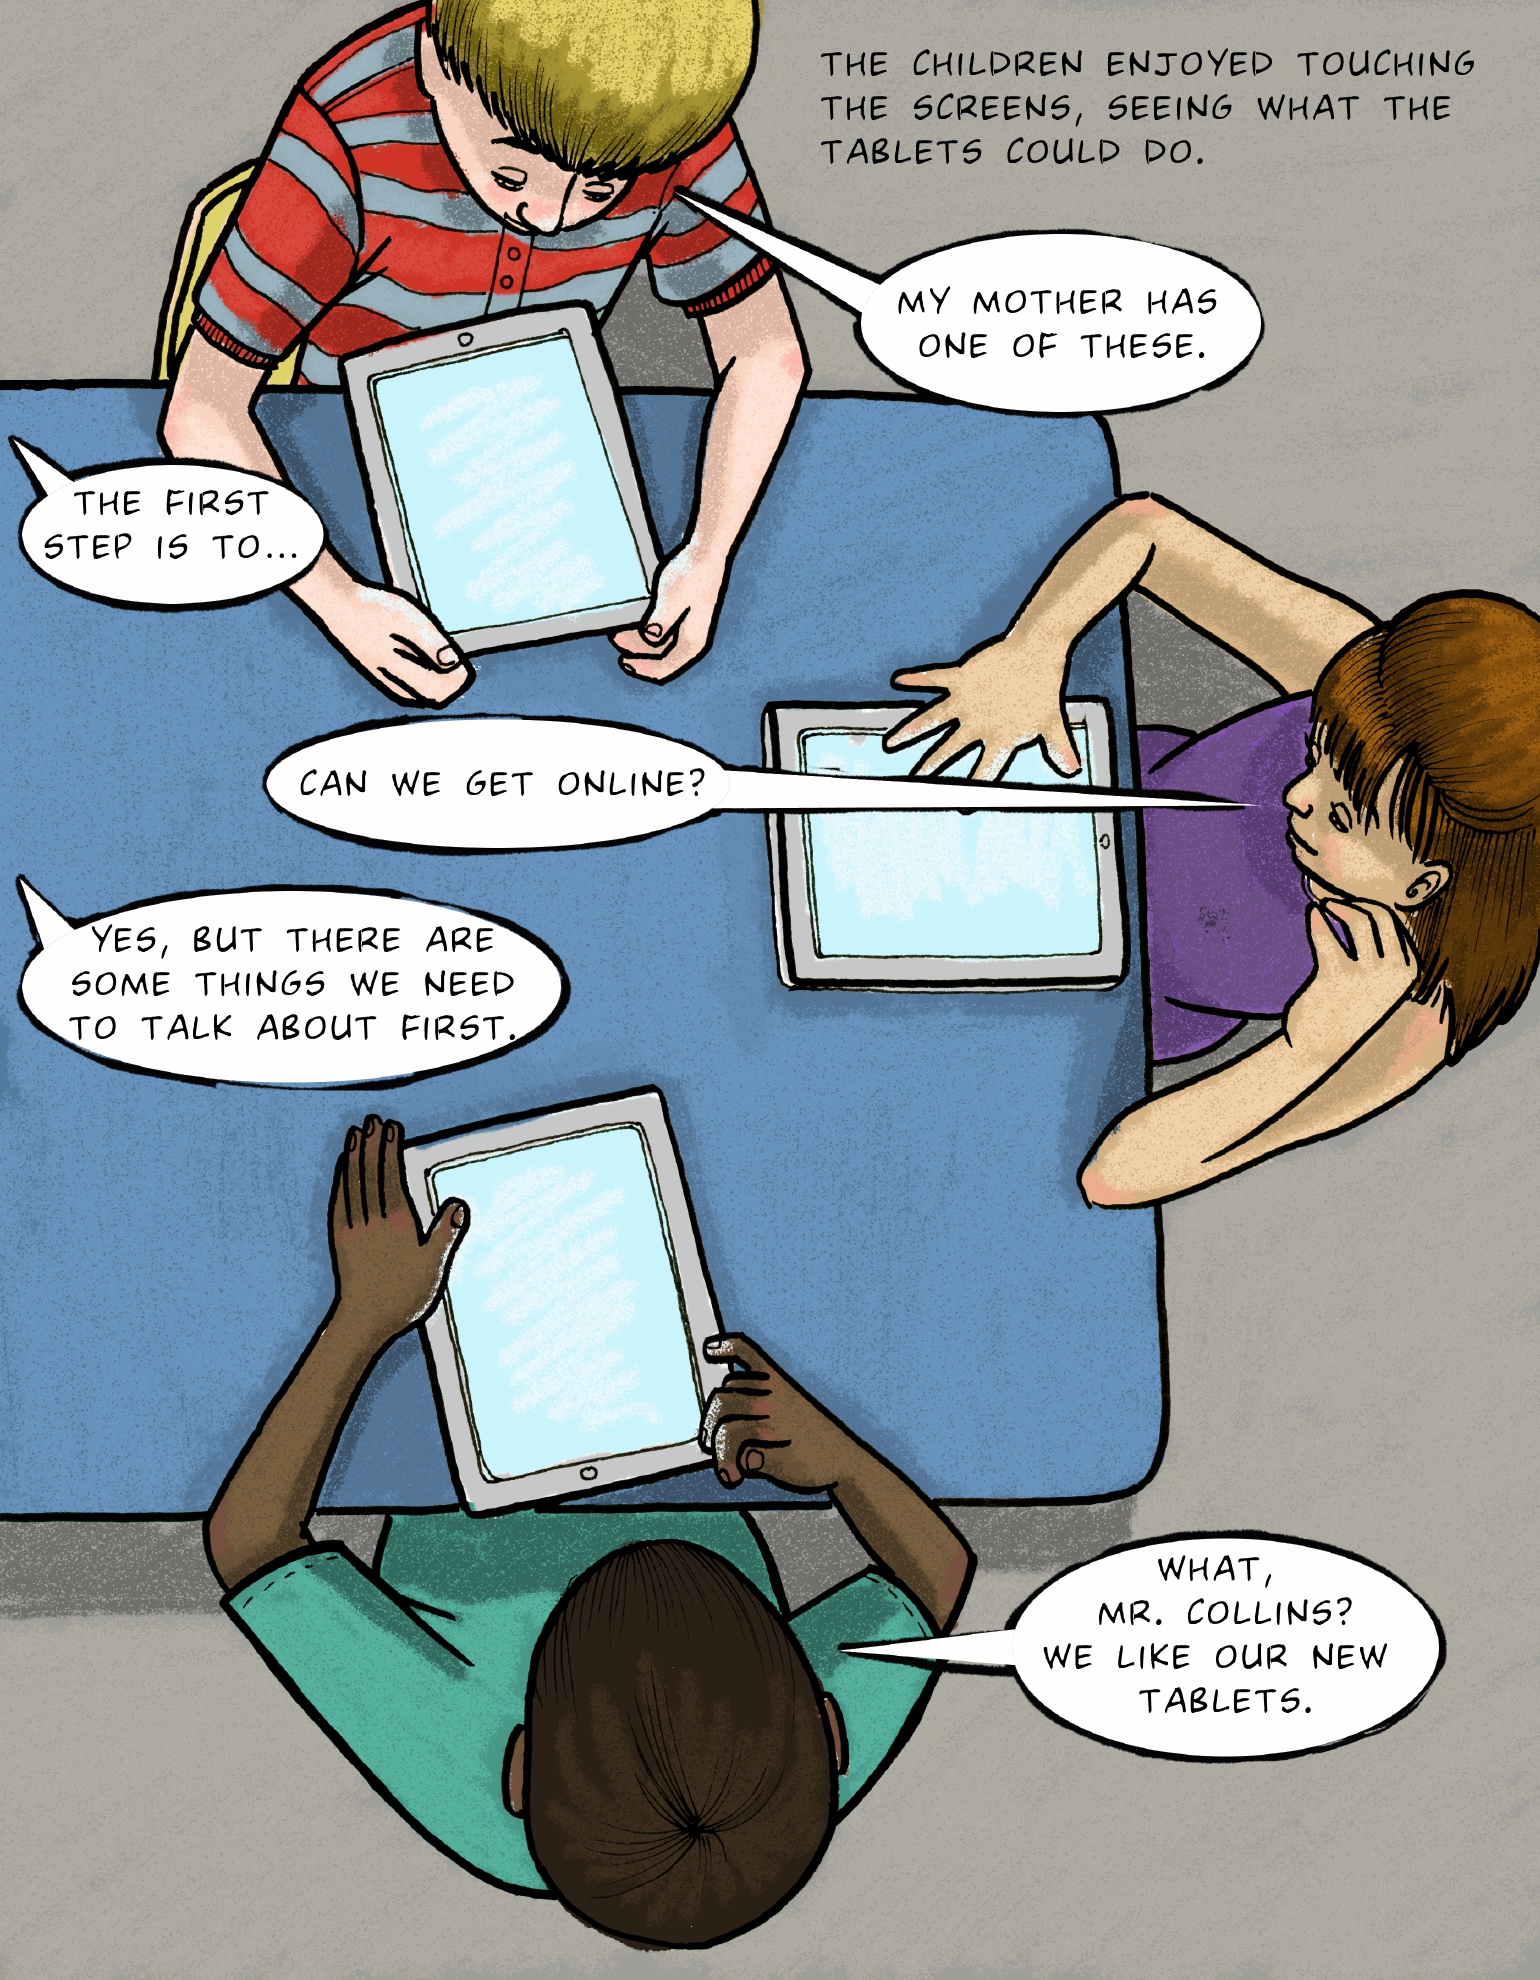 THE CHILDREN ENJOYED TOUCHING
THE SCREENS, SEEING WHAT THE
TABLETS COULD DO.
MY MOTHER HAS
ONE OF THESE.
THE FIRST
STEP IS TO...
CAN WE GET ONLINE?
YES, BUT THERE ARE
SOME THINGS WE NEED
TO TALK ABOUT FIRST.
WHAT,
MR. COLLINS?
WE LIKE OUR NEW
TABLETS.